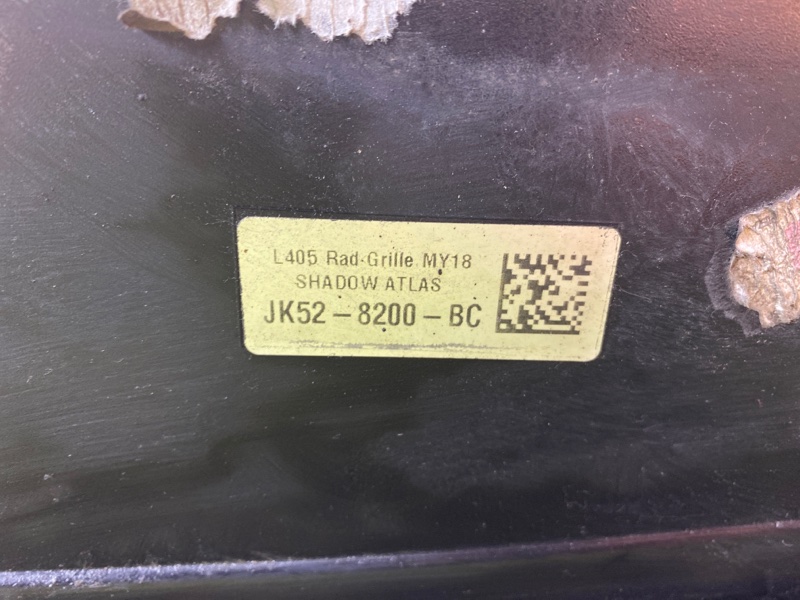 L405 Rad-Grille MY18
SHADOW ATLAS
JK52-8200-BC